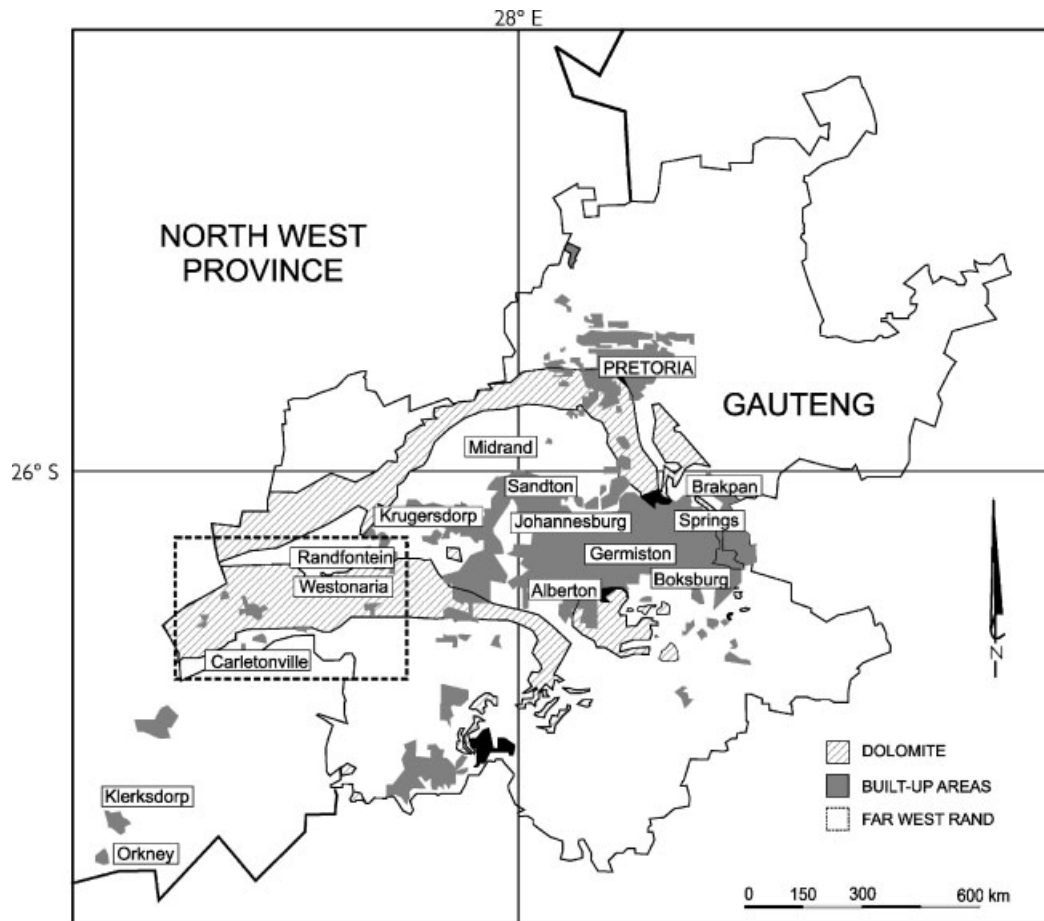 28° E
NORTH WEST
PROVINCE
PRETORIA
GAUTENG
Midrand
26° S
Sandton
Brakpan
Krugersdorp
Johannesburg
Springs
Randfontein
Germiston
Westonaria
Alberton
Boksburg
Carletonville
N
DOLOMITE
BUILT-UP AREAS
FAR WEST RAND
Klerksdorp
Orkney
0 150 300 600 km